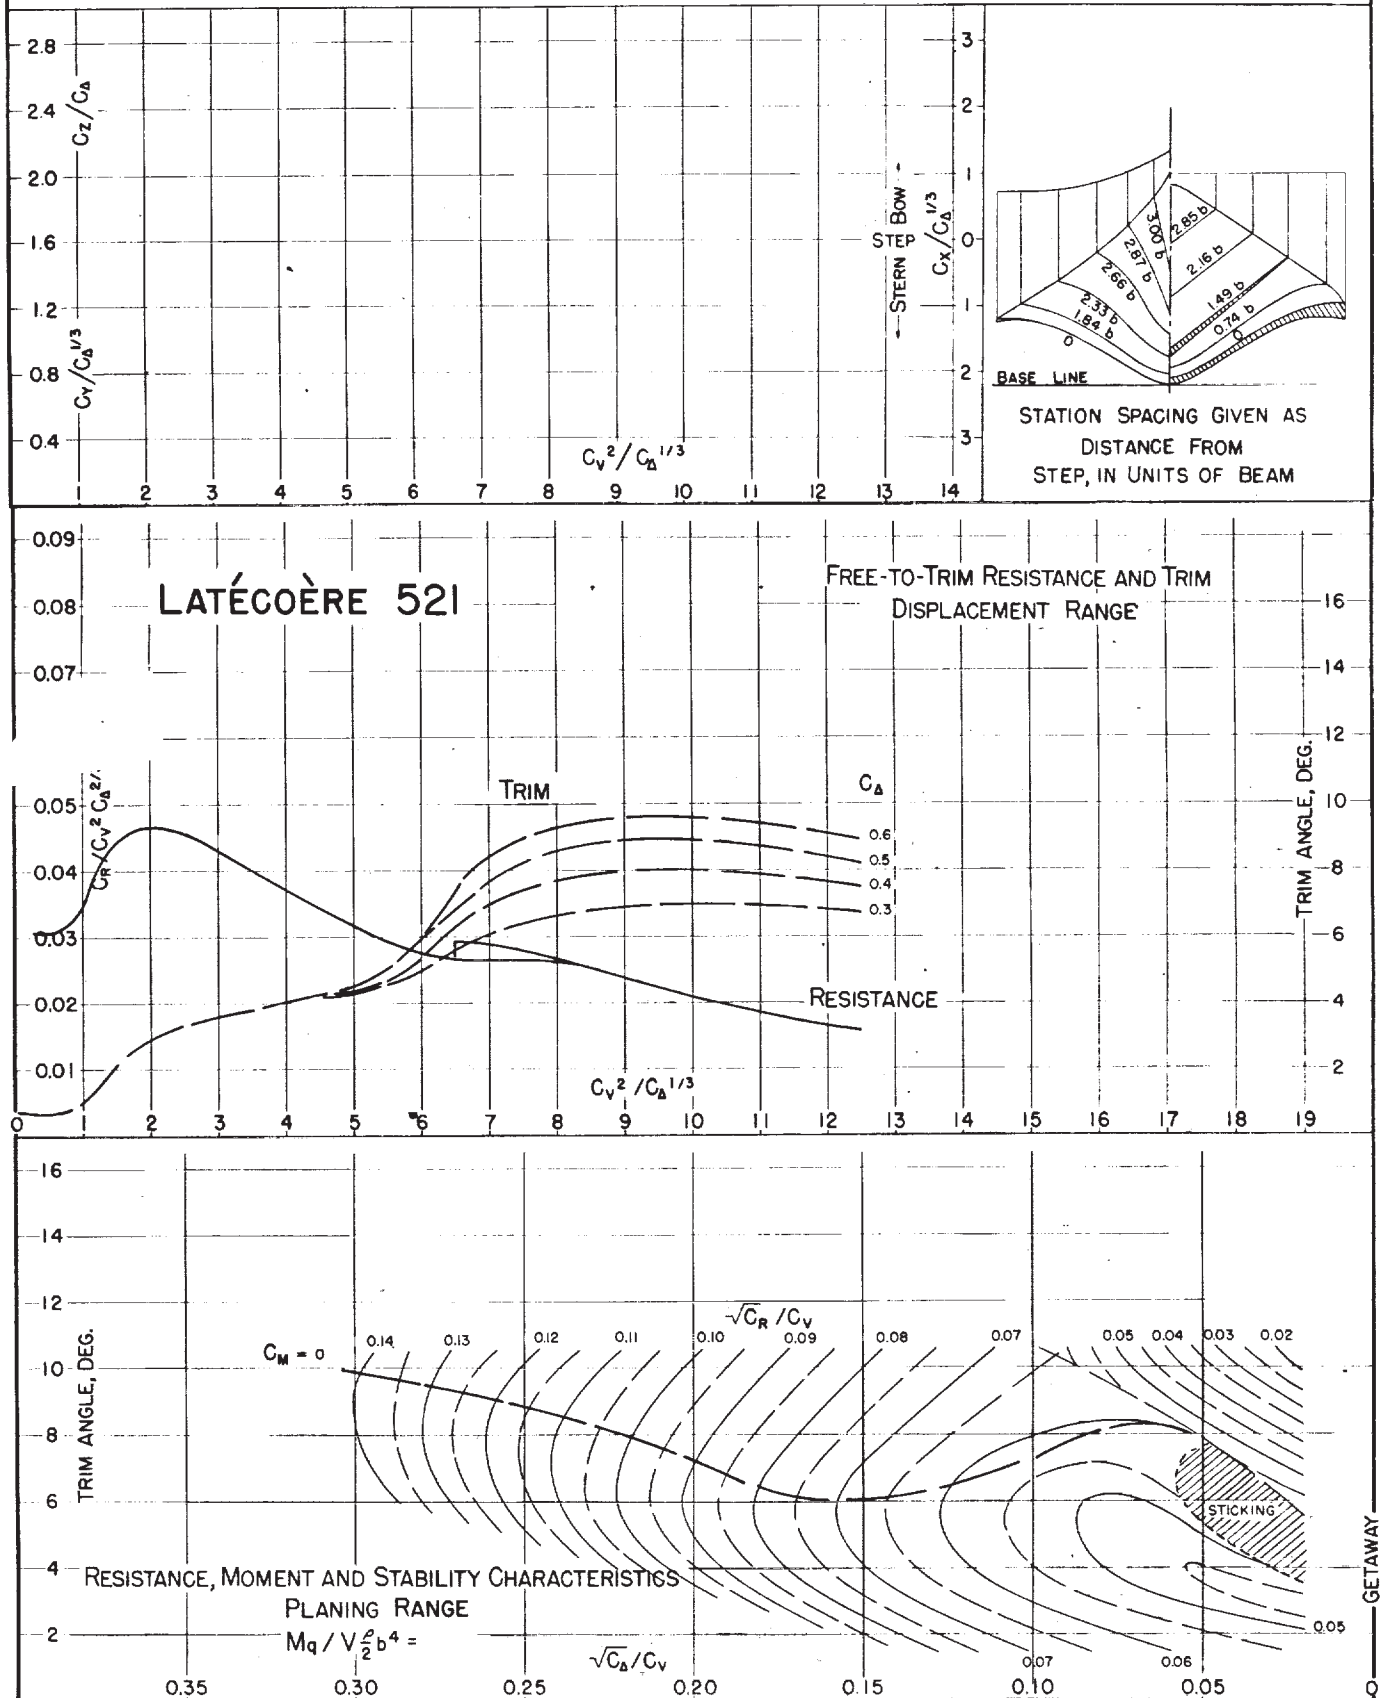 2.8
2.4
2.0
1.6
1.2
0.8
0.4
C_Z/C_Δ
C_Y/C_Δ^1/3
1 2 3 4 5 6 7 8 9 10 11 12 13 14
C_V^2/C_Δ^1/3
←STERN BOW→
STEP
C_X/C_Δ^1/3
3
2
1
0
1
2
3
3.00 b
2.85 b
2.87 b
2.16 b
2.66 b
1.49 b
2.33 b
1.84 b
0.74 b
0
0
BASE LINE
STATION SPACING GIVEN AS
DISTANCE FROM
STEP, IN UNITS OF BEAM
LATÉCOÈRE 521
FREE-TO-TRIM RESISTANCE AND TRIM
DISPLACEMENT RANGE
0.09
0.08
0.07
0.05
0.04
0.03
0.02
0.01
C_R/C_V^2 C_Δ^2/
TRIM
C_Δ
0.6
0.5
0.4
0.3
RESISTANCE
16
14
12
10
8
6
4
2
TRIM ANGLE, DEG.
C_V^2/C_Δ^1/3
0 1 2 3 4 5 6 7 8 9 10 11 12 13 14 15 16 17 18 19
16
14
12
10
8
6
4
2
TRIM ANGLE, DEG.
√C_R/C_V
C_M = 0
0.14 0.13 0.12 0.11 0.10 0.09 0.08 0.07 0.05 0.04 0.03 0.02
STICKING
GETAWAY
RESISTANCE, MOMENT AND STABILITY CHARACTERISTICS
PLANING RANGE
Mq/V ρ/2 b^4 =
√C_Δ/C_V
0.07 0.06 0.05
0.35 0.30 0.25 0.20 0.15 0.10 0.05 0